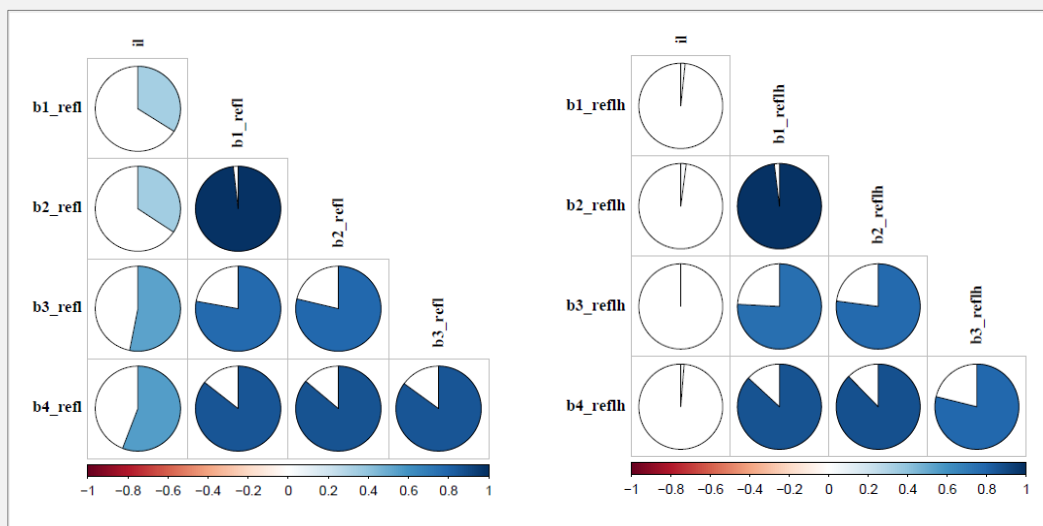 il
b1_refl
b1_refl
b2_refl
b2_refl
b3_refl
b3_refl
b4_refl
−1 −0.8 −0.6 −0.4 −0.2 0 0.2 0.4 0.6 0.8 1
il
b1_reflh
b1_reflh
b2_reflh
b2_reflh
b3_reflh
b3_reflh
b4_reflh
−1 −0.8 −0.6 −0.4 −0.2 0 0.2 0.4 0.6 0.8 1